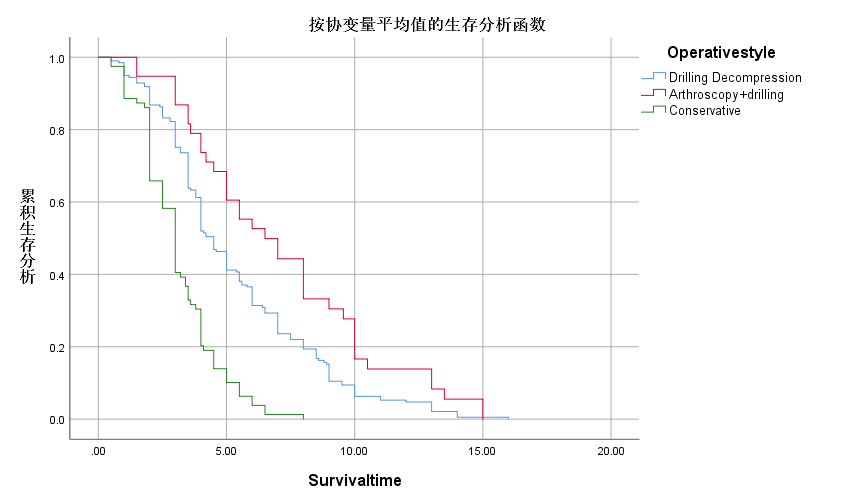 按协变量平均值的生存分析函数
Operativestyle
Drilling Decompression
Arthroscopy+drilling
Conservative
累积生存分析
1.0
0.8
0.6
0.4
0.2
0.0
.00
5.00
10.00
15.00
20.00
Survivaltime